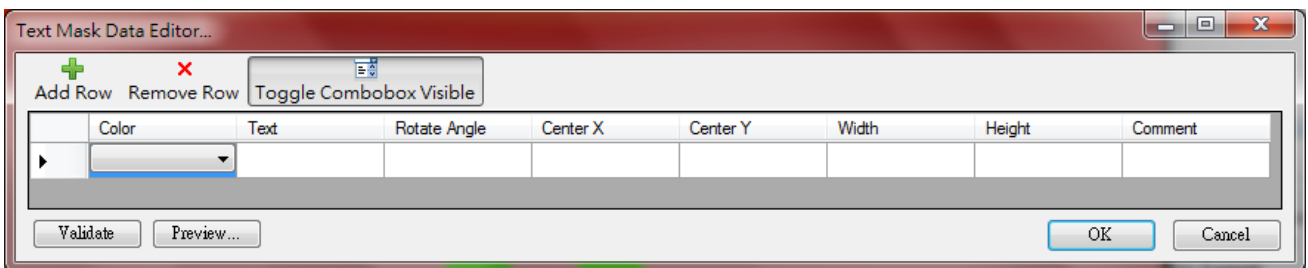 Text Mask Data Editor...
Add Row Remove Row Toggle Combobox Visible
Color Text Rotate Angle Center X Center Y Width Height Comment
Validate Preview... OK Cancel